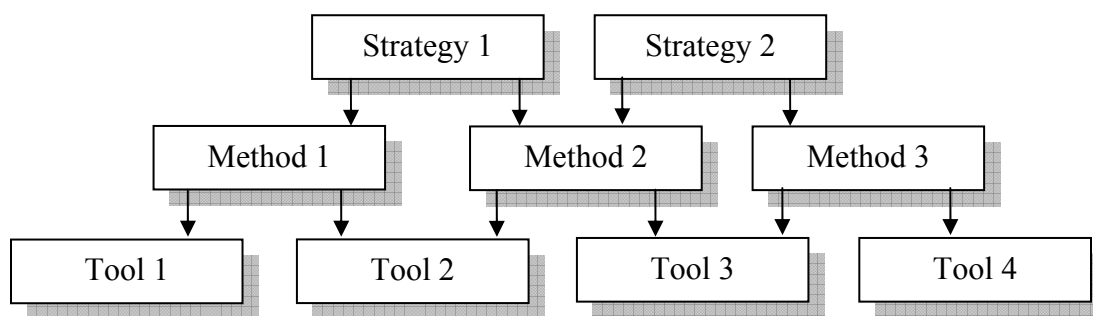 Strategy 1
Strategy 2
Method 1
Method 2
Method 3
Tool 1
Tool 2
Tool 3
Tool 4